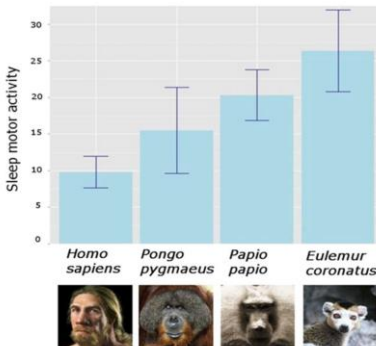 Sleep motor activity
30
25
20
15
10
5
0
Homo sapiens
Pongo pygmaeus
Papio papio
Eulemur coronatus